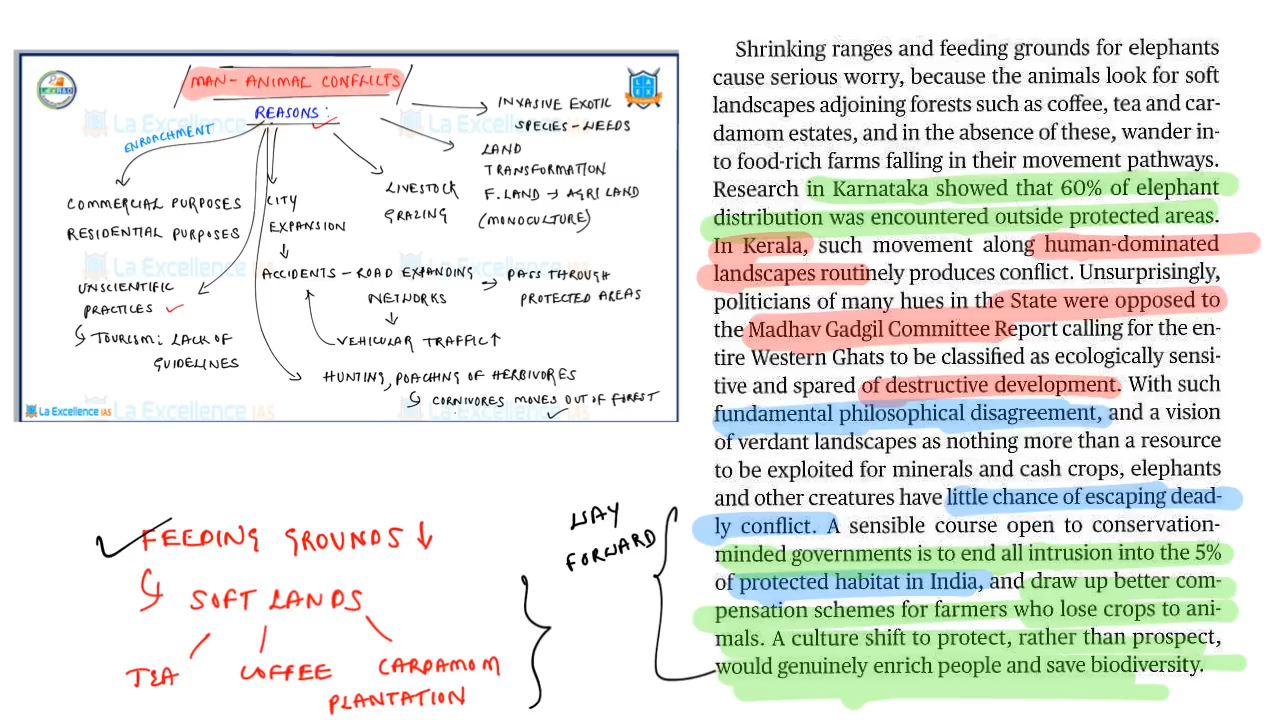 MAN-ANIMAL CONFLICTS
REASONS:
ENROACHMENT
COMMERCIAL PURPOSES
RESIDENTIAL PURPOSES
UNSCIENTIFIC
PRACTICES
TOURISM: LACK OF
GUIDELINES
CITY
EXPANSION
ACCIDENTS - ROAD EXPANDING
NETWORKS
PASS THROUGH
PROTECTED AREAS
VEHICULAR TRAFFIC↑
HUNTING, POACHING OF HERBIVORES
CORNIVORES MOVES OUT OF FOREST
LIVESTOCK
GRAZING
LAND
TRANSFORMATION
F.LAND → AGRI LAND
(MONOCULTURE)
INVASIVE EXOTIC
SPECIES - WEEDS
La Excellence IAS
La Excellence IAS
FEEDING GROUNDS ↓
SOFT LANDS
TEA
COFFEE
CARDAMOM
PLANTATION
WAY
FORWARD
Shrinking ranges and feeding grounds for elephants
cause serious worry, because the animals look for soft
landscapes adjoining forests such as coffee, tea and car-
damom estates, and in the absence of these, wander in-
to food-rich farms falling in their movement pathways.
Research in Karnataka showed that 60% of elephant
distribution was encountered outside protected areas.
In Kerala, such movement along human-dominated
landscapes routinely produces conflict. Unsurprisingly,
politicians of many hues in the State were opposed to
the Madhav Gadgil Committee Report calling for the en-
tire Western Ghats to be classified as ecologically sensi-
tive and spared of destructive development. With such
fundamental philosophical disagreement, and a vision
of verdant landscapes as nothing more than a resource
to be exploited for minerals and cash crops, elephants
and other creatures have little chance of escaping dead-
ly conflict. A sensible course open to conservation-
minded governments is to end all intrusion into the 5%
of protected habitat in India, and draw up better com-
pensation schemes for farmers who lose crops to ani-
mals. A culture shift to protect, rather than prospect,
would genuinely enrich people and save biodiversity.